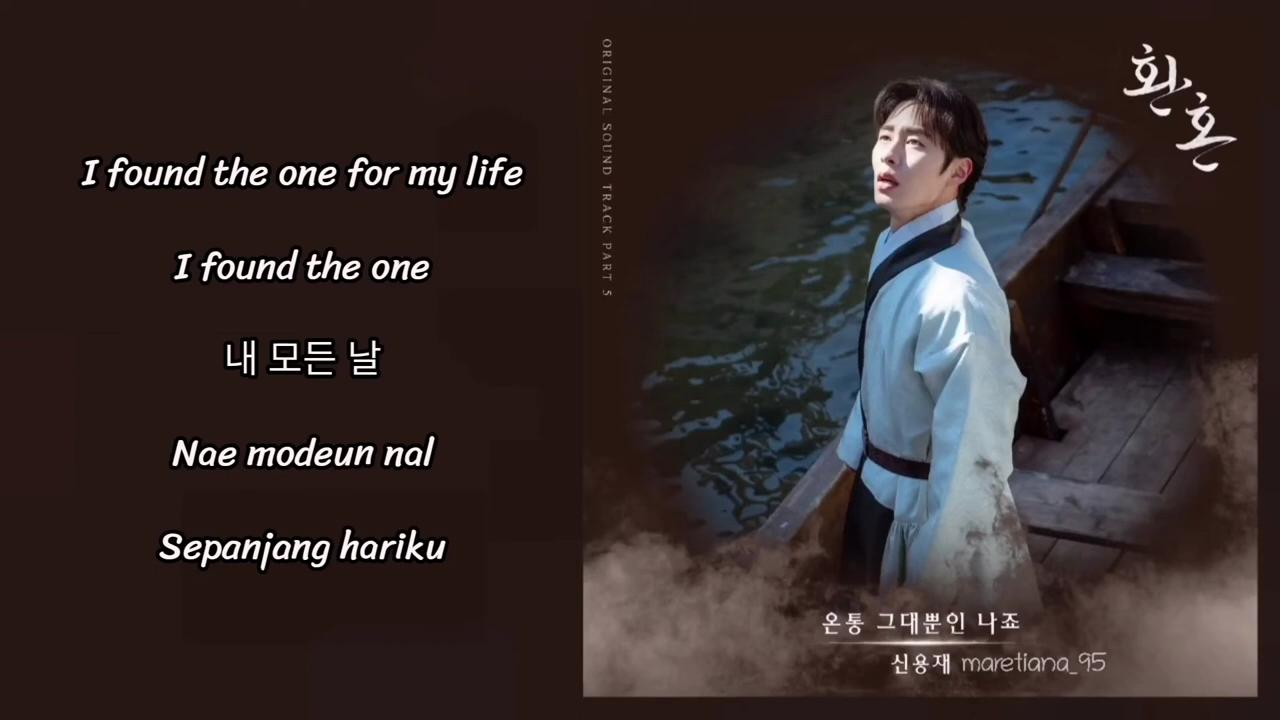 I found the one for my life
I found the one
내 모든 날
Nae modeun nal
Sepanjang hariku
ORIGINAL SOUND TRACK PART 5
환혼
온통 그대뿐인 나죠
신용재 maretiana_95